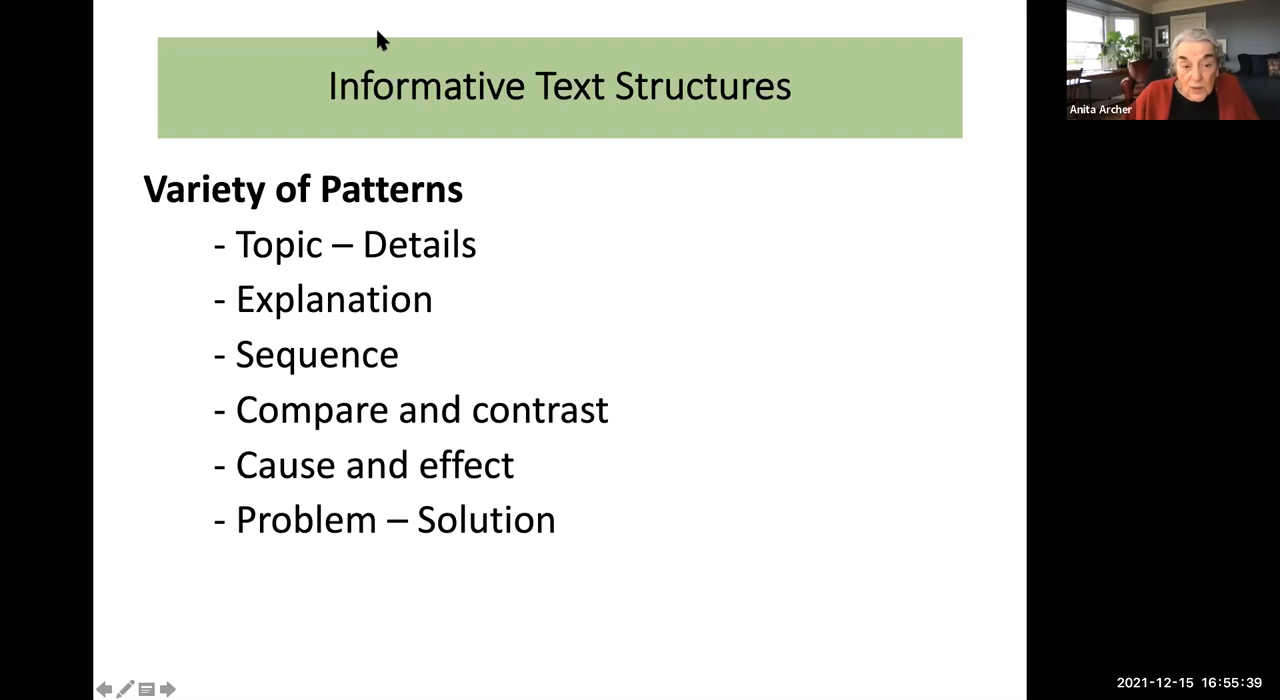 Informative Text Structures
Anita Archer
Variety of Patterns
- Topic – Details
- Explanation
- Sequence
- Compare and contrast
- Cause and effect
- Problem – Solution
2021-12-15 16:55:39